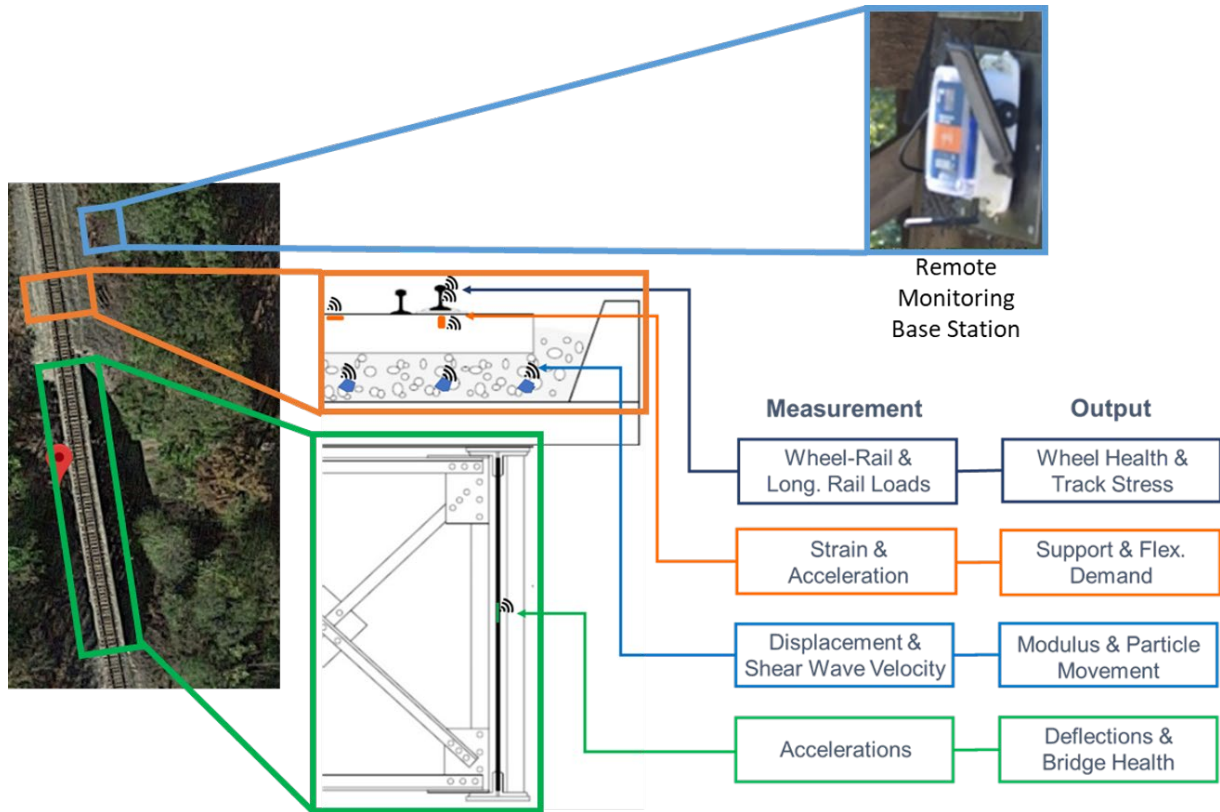 Remote
Monitoring
Base Station
Measurement
Output
Wheel-Rail &
Long. Rail Loads
Wheel Health &
Track Stress
Strain &
Acceleration
Support & Flex.
Demand
Displacement &
Shear Wave Velocity
Modulus & Particle
Movement
Accelerations
Deflections &
Bridge Health